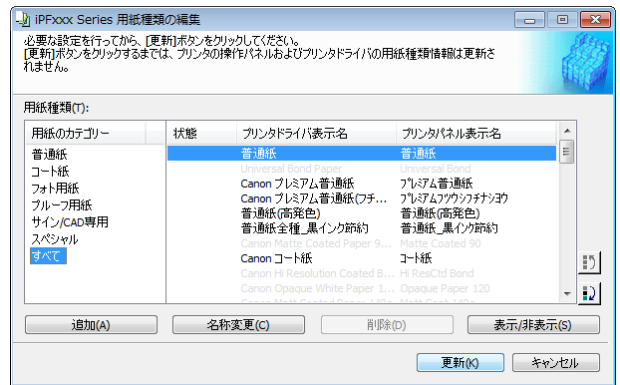 iPFxxx Series 用紙種類の編集
必要な設定を行ってから、[更新]ボタンをクリックしてください。
[更新]ボタンをクリックするまでは、プリンタの操作パネルおよびプリンタドライバの用紙種類情報は更新さ
れません。
用紙種類(T):
用紙のカテゴリー 状態 プリンタドライバ表示名 プリンタパネル表示名
普通紙
コート紙
フォト用紙
プルーフ用紙
サイン/CAD専用
スペシャル
すべて
普通紙 普通紙
Universal Bond Paper Universal Bond
Canon プレミアム普通紙 プレミアム普通紙
Canon プレミアム普通紙(フチ... プレミアムフツウシフチナシヨウ
普通紙(高発色) 普通紙(高発色)
普通紙全種_黒インク節約 普通紙_黒インク節約
Canon Matte Coated Paper 9... Matte Coated 90
Canon コート紙 コート紙
Canon Hi Resolution Coated B... Hi ResCtd Bond
Canon Opaque White Paper 1... Opaque Paper 120
追加(A) 名称変更(C) 削除(D) 表示/非表示(S)
更新(K) キャンセル